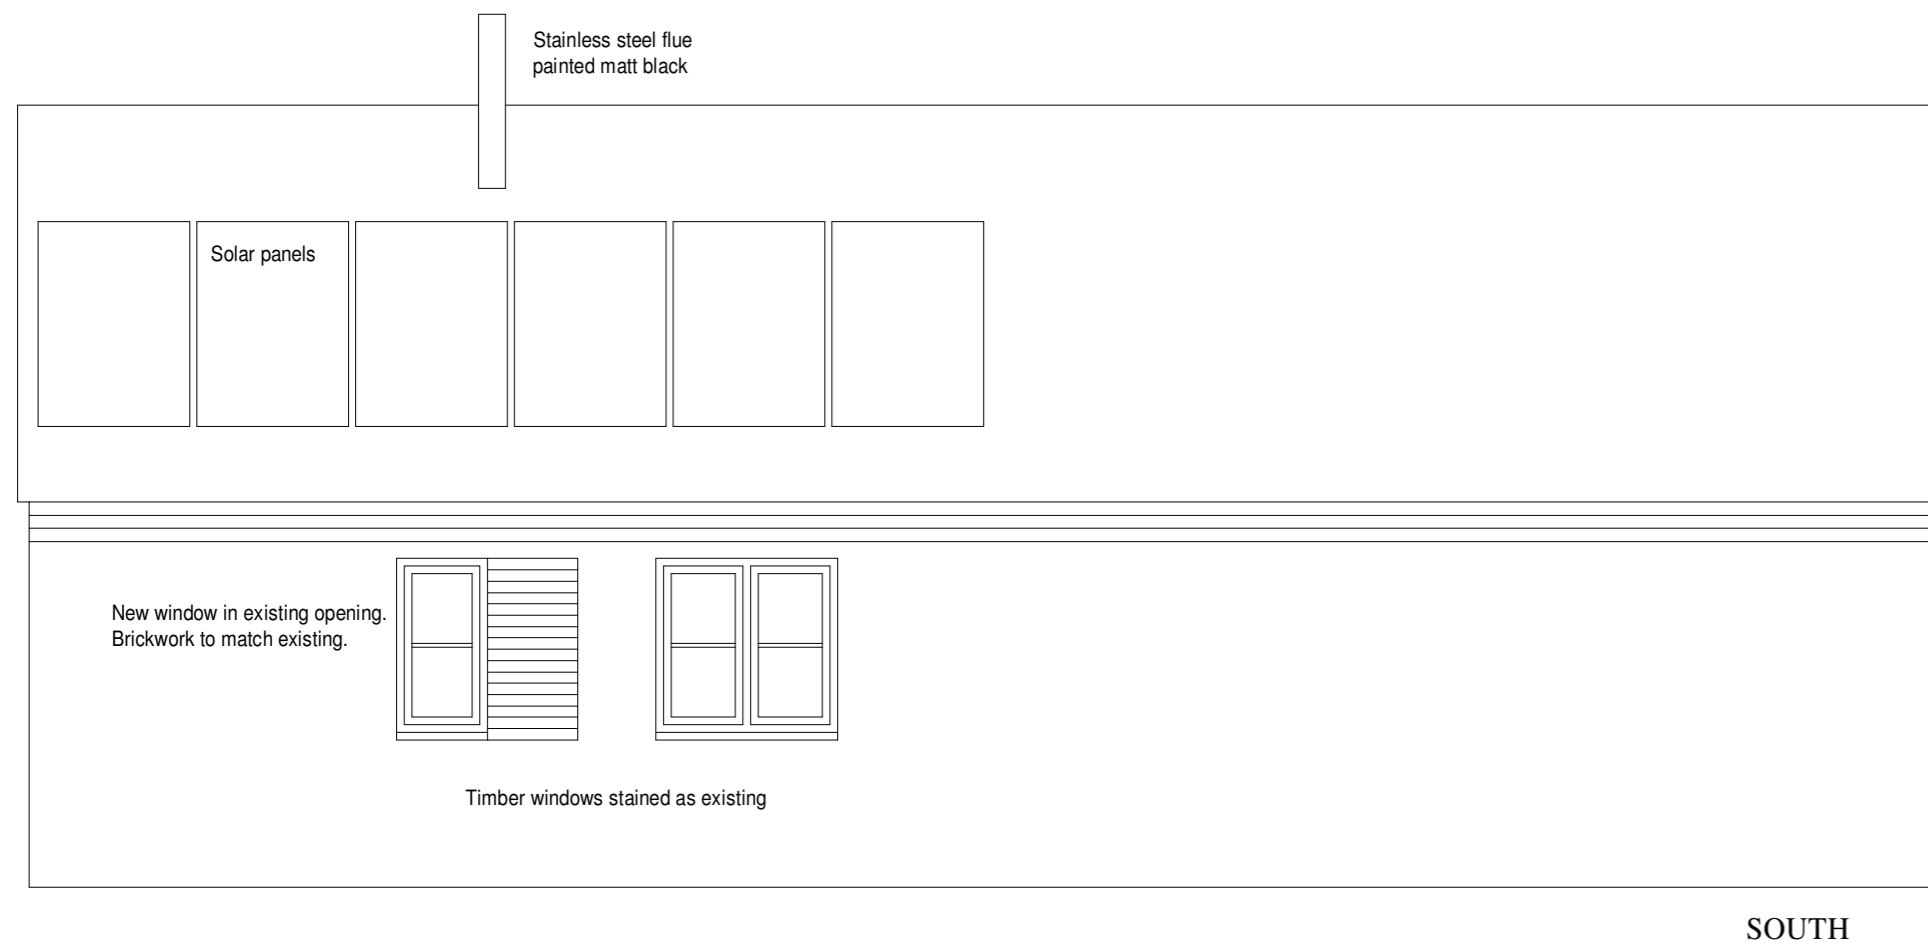 Stainless steel flue
painted matt black
Solar panels
New window in existing opening.
Brickwork to match existing.
Timber windows stained as existing
SOUTH